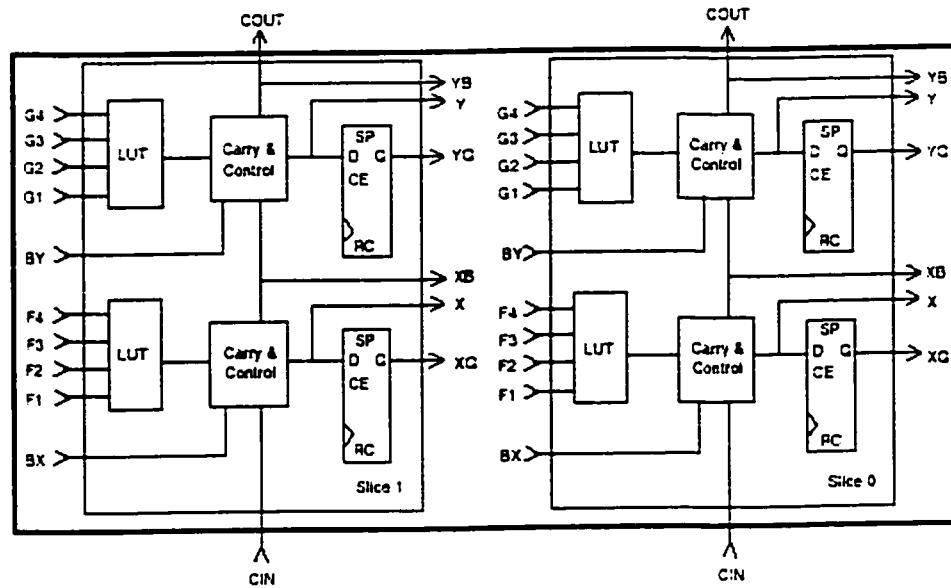 COUT
COUT
YB
Y
G4
G3
G2
G1
LUT
Carry &
Control
SP
D Q
CE
RC
YQ
BY
XB
X
F4
F3
F2
F1
LUT
Carry &
Control
SP
D Q
CE
RC
XQ
BX
Slice 1
CIN
YB
Y
G4
G3
G2
G1
LUT
Carry &
Control
SP
D Q
CE
RC
YQ
BY
XB
X
F4
F3
F2
F1
LUT
Carry &
Control
SP
D Q
CE
RC
XQ
BX
Slice 0
CIN